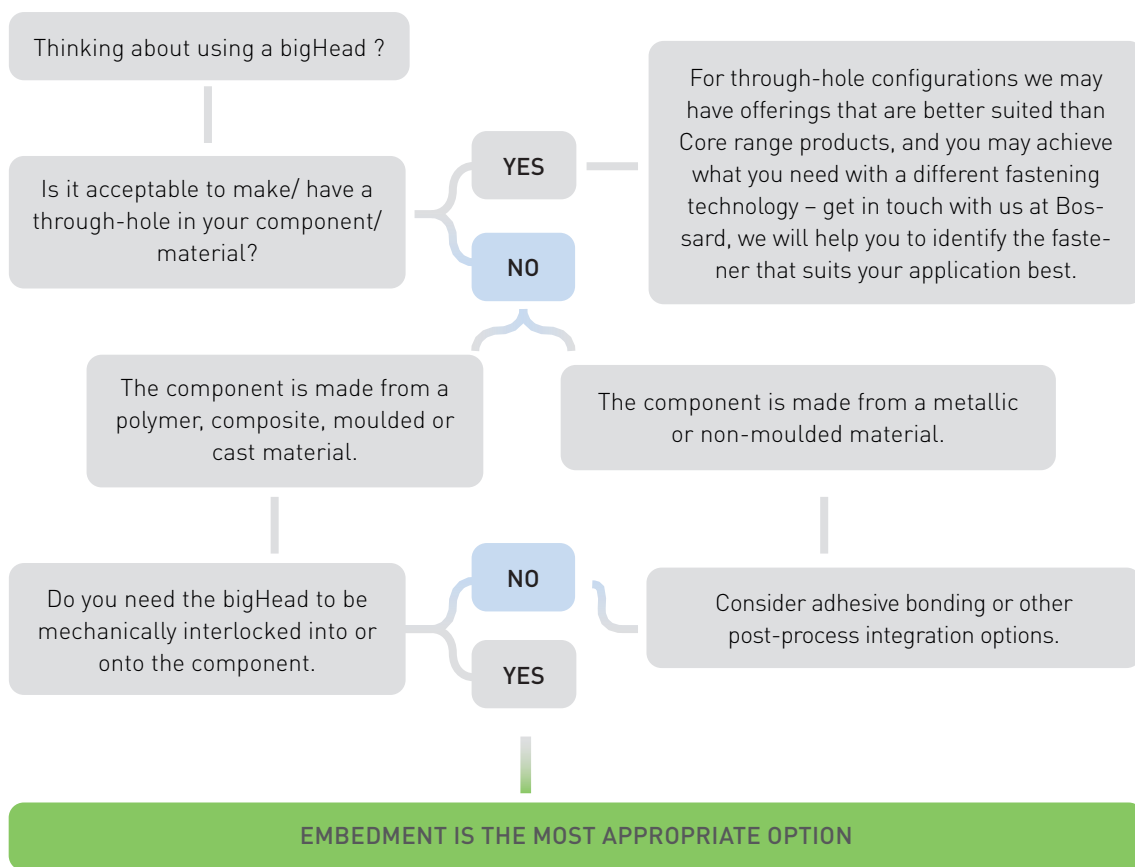 Thinking about using a bigHead ?
Is it acceptable to make/ have a
through-hole in your component/
material?
YES
NO
For through-hole configurations we may
have offerings that are better suited than
Core range products, and you may achieve
what you need with a different fastening
technology – get in touch with us at Bos-
sard, we will help you to identify the faste-
ner that suits your application best.
The component is made from a
polymer, composite, moulded or
cast material.
The component is made from a metallic
or non-moulded material.
Do you need the bigHead to be
mechanically interlocked into or
onto the component.
NO
YES
Consider adhesive bonding or other
post-process integration options.
EMBEDMENT IS THE MOST APPROPRIATE OPTION